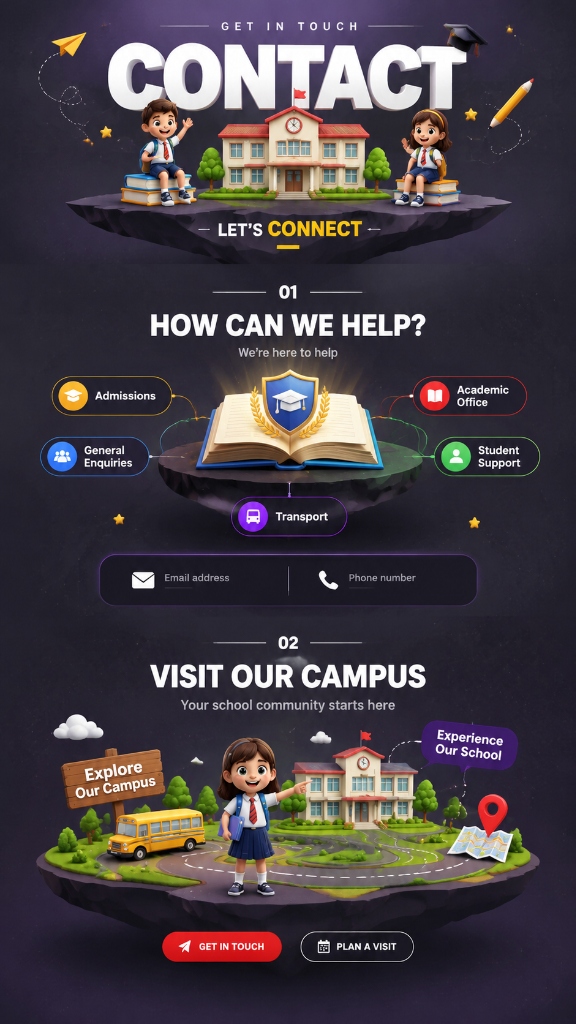 GET IN TOUCH
CONTACT
LET'S CONNECT
01
HOW CAN WE HELP?
We're here to help
Admissions
Academic
Office
General
Enquiries
Student
Support
Transport
Email address
Phone number
02
VISIT OUR CAMPUS
Your school community starts here
Explore
Our Campus
Experience
Our School
GET IN TOUCH
PLAN A VISIT